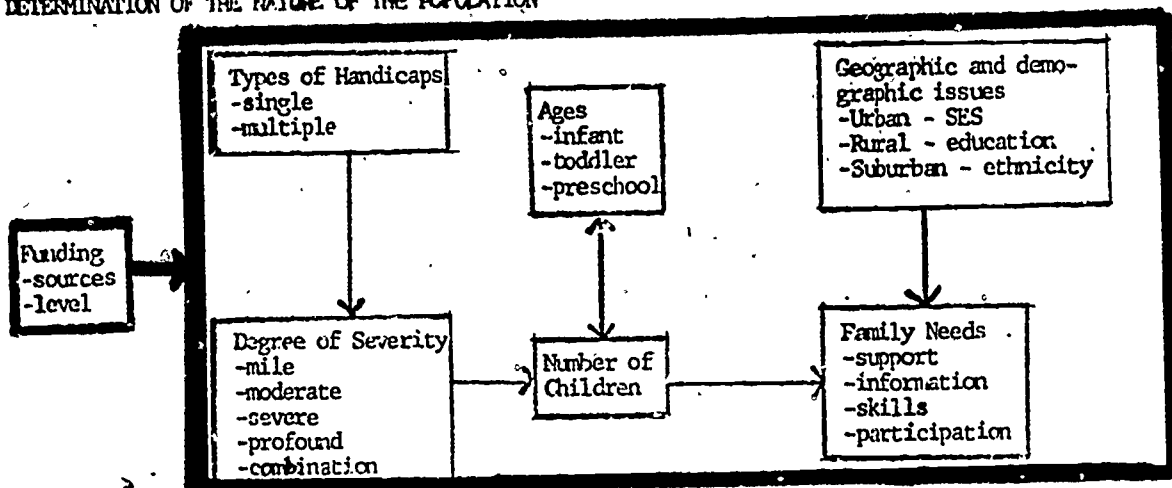 DETERMINATION OF THE NATURE OF THE POPULATION
Types of Handicaps
-single
-multiple
Ages
-infant
-toddler
-preschool
Geographic and demo-
graphic issues
-Urban - SES
-Rural - education
-Suburban - ethnicity
Funding
-sources
-level
Degree of Severity
-mile
-moderate
-severe
-profound
-combination
Number of
Children
Family Needs
-support
-information
-skills
-participation